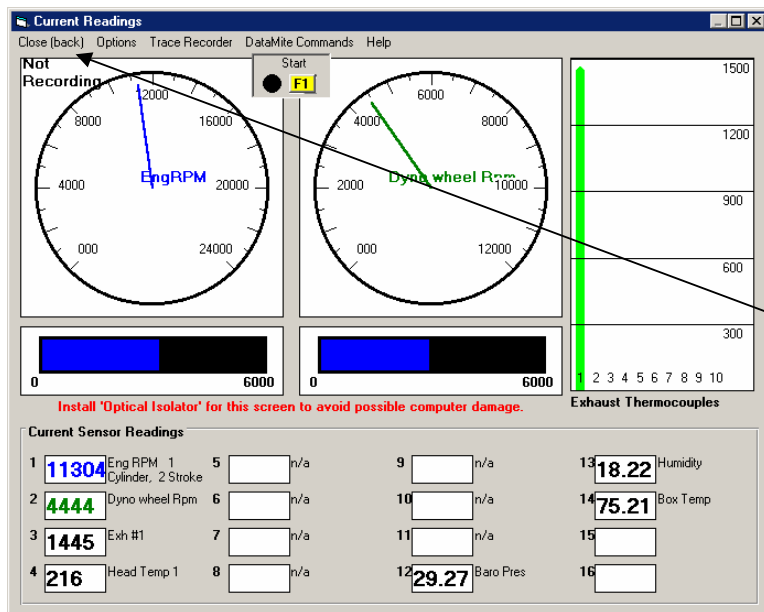 Current Readings
Close (back) Options Trace Recorder DataMite Commands Help
Not
Recording
Start
F1
12000
8000
16000
EngRPM
4000
20000
000
24000
6000
4000
8000
Dyno wheel Rpm
2000
10000
000
12000
1500
1200
900
600
300
1 2 3 4 5 6 7 8 9 10
0 6000
0 6000
Install 'Optical Isolator' for this screen to avoid possible computer damage.
Exhaust Thermocouples
Current Sensor Readings
1 11304 Eng RPM 1
Cylinder, 2 Stroke
2 4444 Dyno wheel Rpm
3 1445 Exh #1
4 216 Head Temp 1
5 n/a
6 n/a
7 n/a
8 n/a
9 n/a
10 n/a
11 n/a
12 29.27 Baro Pres
13 18.22 Humidity
14 75.21 Box Temp
15
16